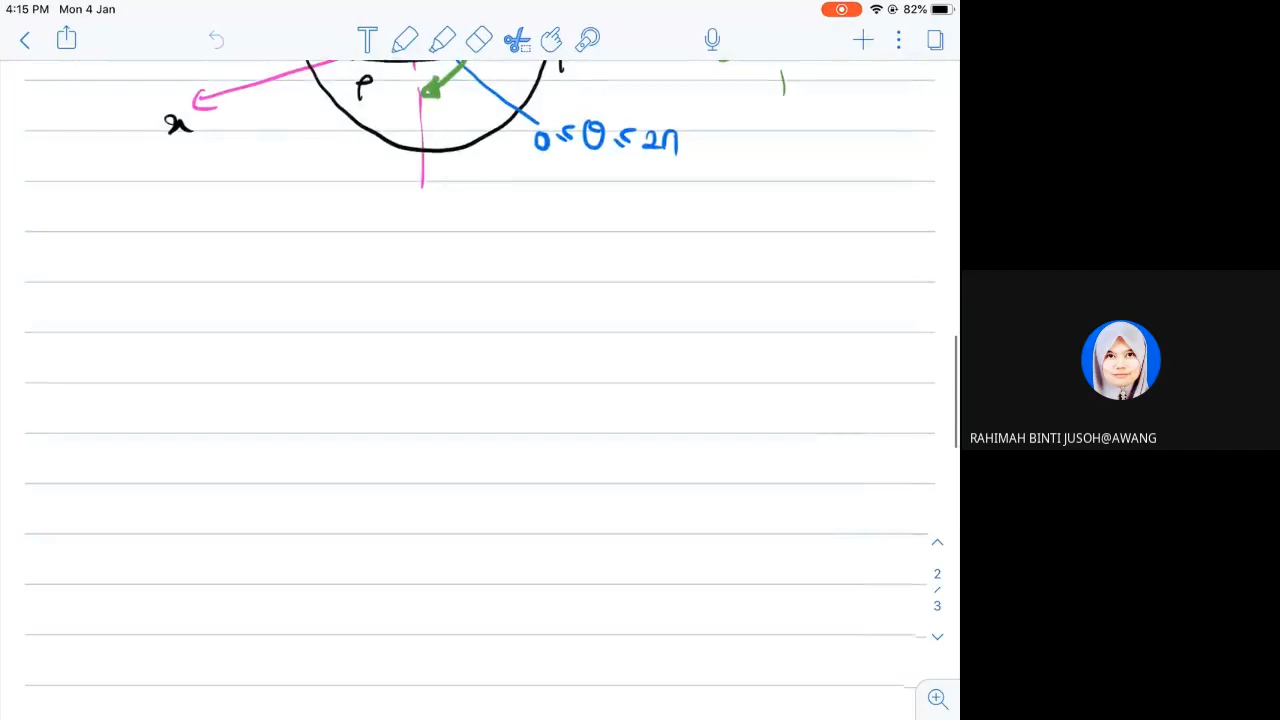 4:15 PM Mon 4 Jan 82%
T
ρ
x
0 ≤ θ ≤ 2π
2
/
3
RAHIMAH BINTI JUSOH@AWANG